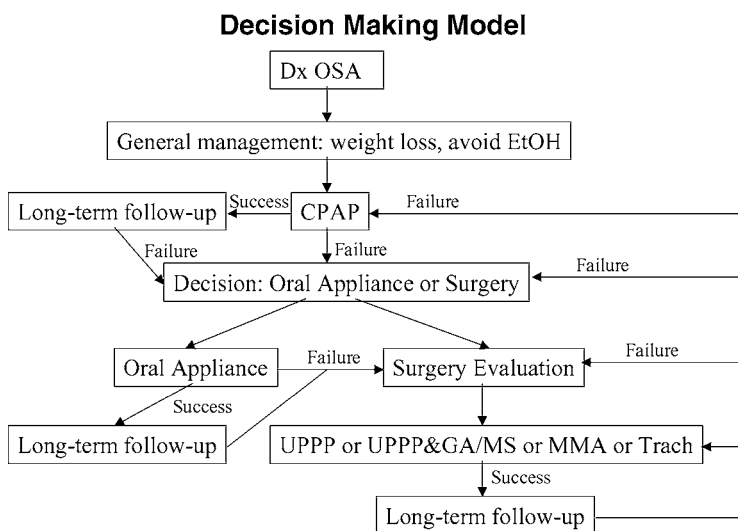 Decision Making Model
Dx OSA
General management: weight loss, avoid EtOH
Long-term follow-up
Success
CPAP
Failure
Failure
Failure
Decision: Oral Appliance or Surgery
Failure
Oral Appliance
Failure
Surgery Evaluation
Failure
Success
Long-term follow-up
UPPP or UPPP&GA/MS or MMA or Trach
Success
Long-term follow-up